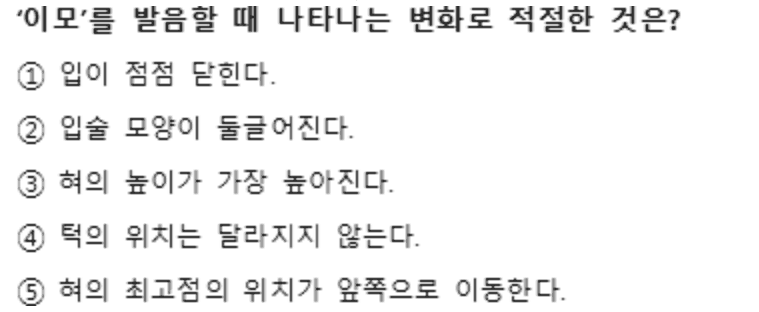 '이모'를 발음할 때 나타나는 변화로 적절한 것은?
① 입이 점점 닫힌다.
② 입술 모양이 둘글어진다.
③ 혀의 높이가 가장 높아진다.
④ 턱의 위치는 달라지지 않는다.
⑤ 혀의 최고점의 위치가 앞쪽으로 이동한다.